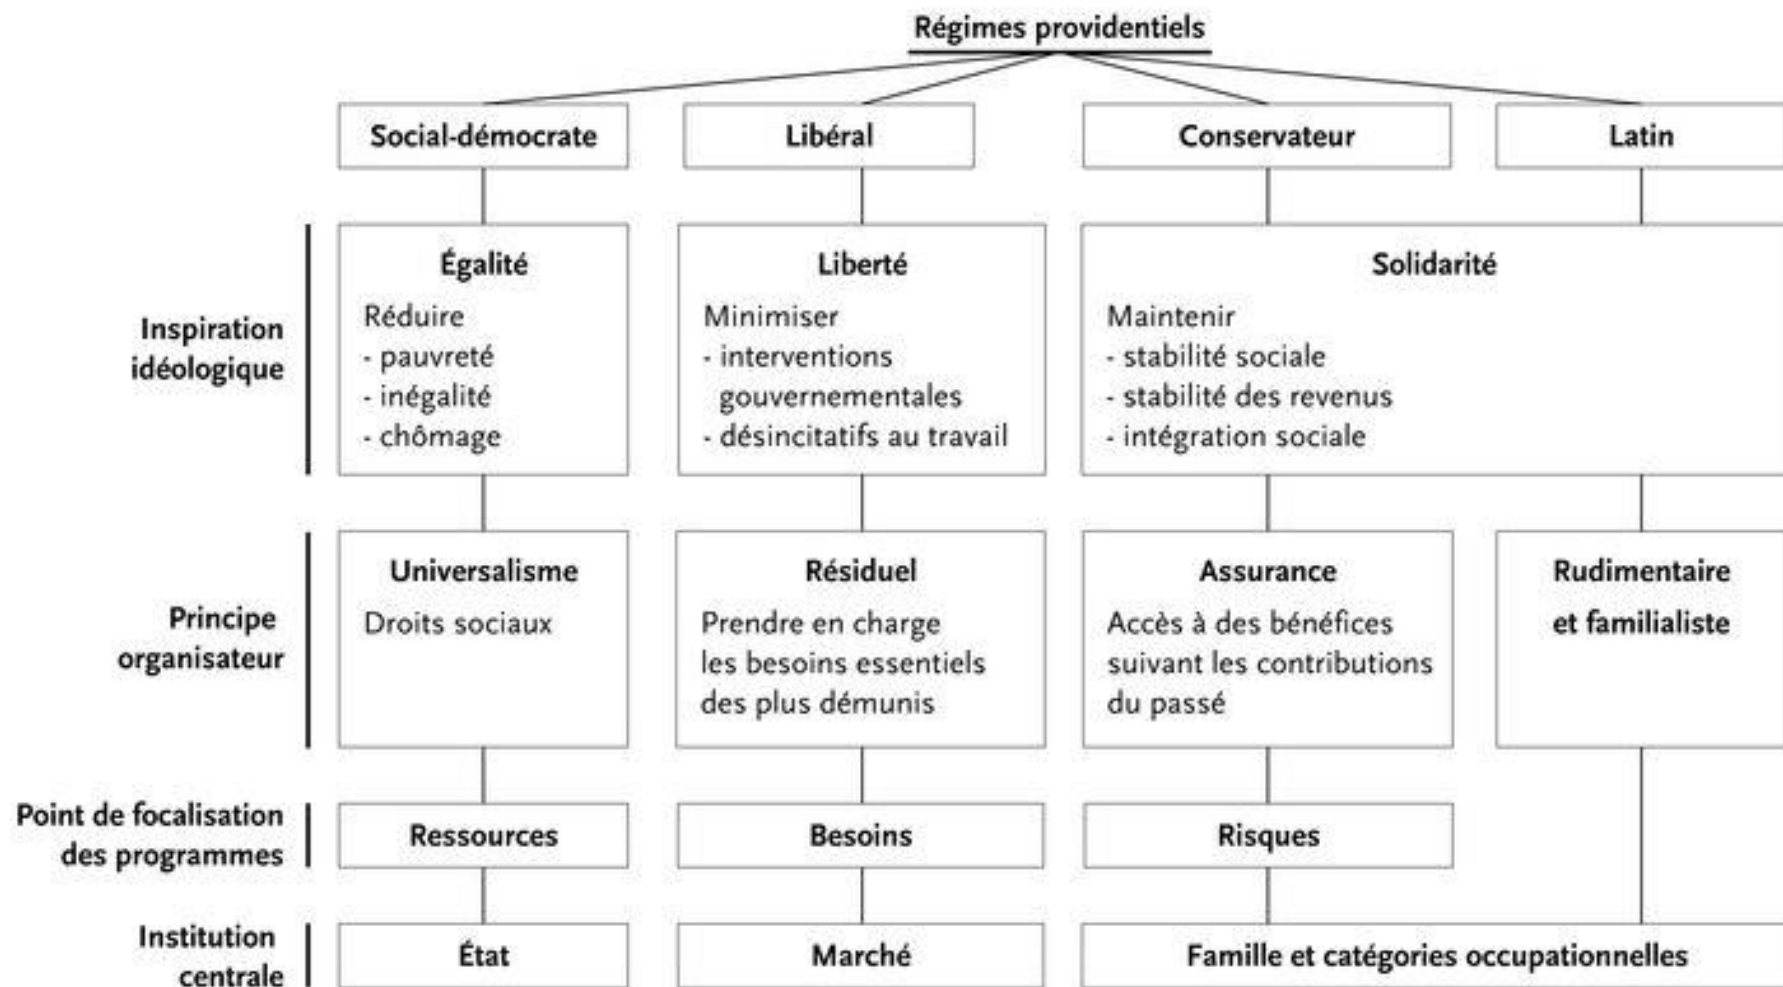 Régimes providentiels
Social-démocrate
Libéral
Conservateur
Latin
Inspiration
idéologique
Égalité
Réduire
- pauvreté
- inégalité
- chômage
Liberté
Minimiser
- interventions
gouvernementales
- désincitatifs au travail
Solidarité
Maintenir
- stabilité sociale
- stabilité des revenus
- intégration sociale
Principe
organisateur
Universalisme
Droits sociaux
Résiduel
Prendre en charge
les besoins essentiels
des plus démunis
Assurance
Accès à des bénéfices
suivant les contributions
du passé
Rudimentaire
et familialiste
Point de focalisation
des programmes
Ressources
Besoins
Risques
Institution
centrale
État
Marché
Famille et catégories occupationnelles